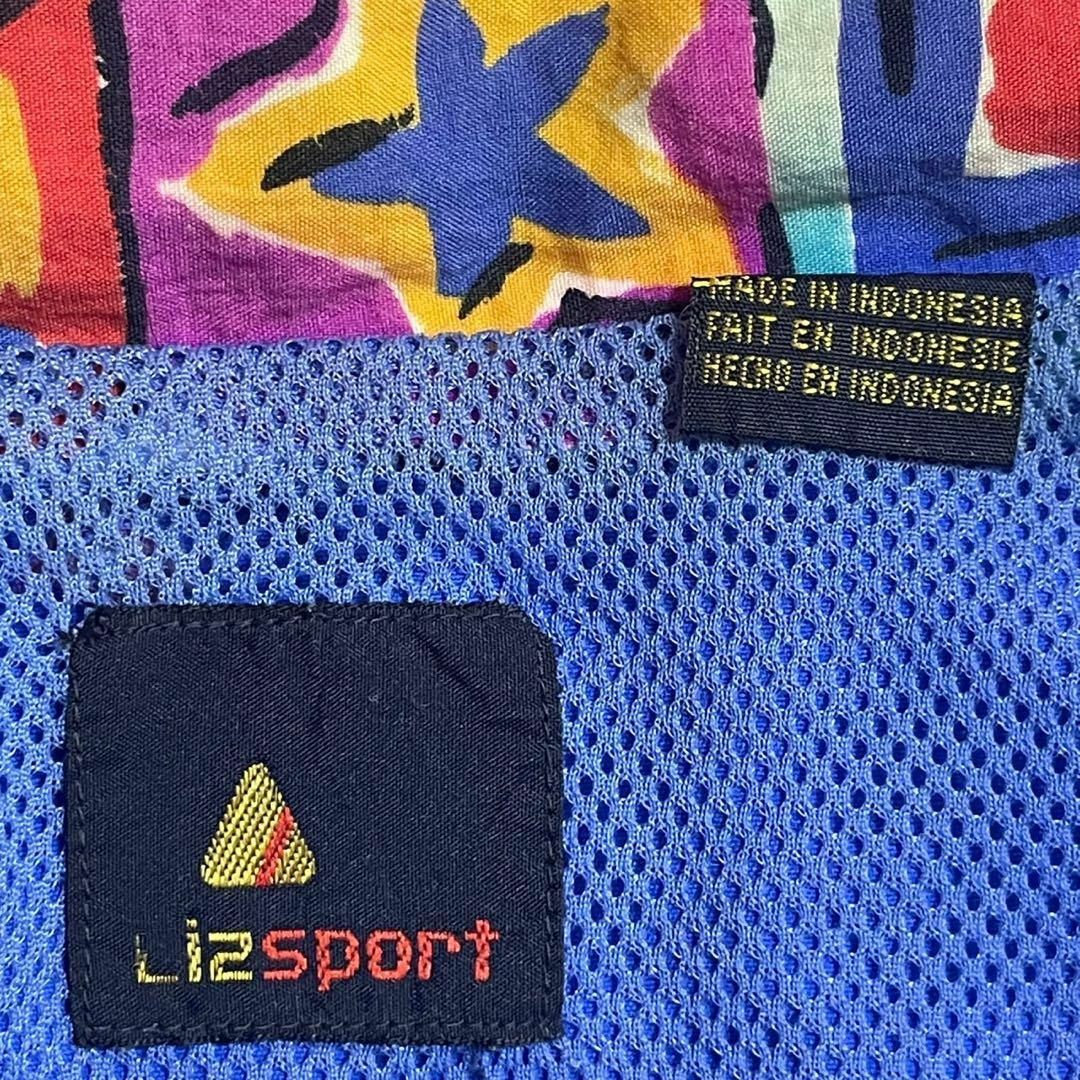 MADE IN INDONESIA
FAIT EN INDONESIE
HECHO EN INDONESIA
Lizsport